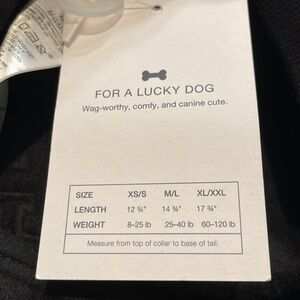 FOR A LUCKY DOG
Wag-worthy, comfy, and canine cute.
SIZE XS/S M/L XL/XXL
LENGTH 12 ¾" 14 ¾" 17 ¾"
WEIGHT 8-25 lb 25-40 lb 60-120 lb
Measure from top of collar to base of tail.